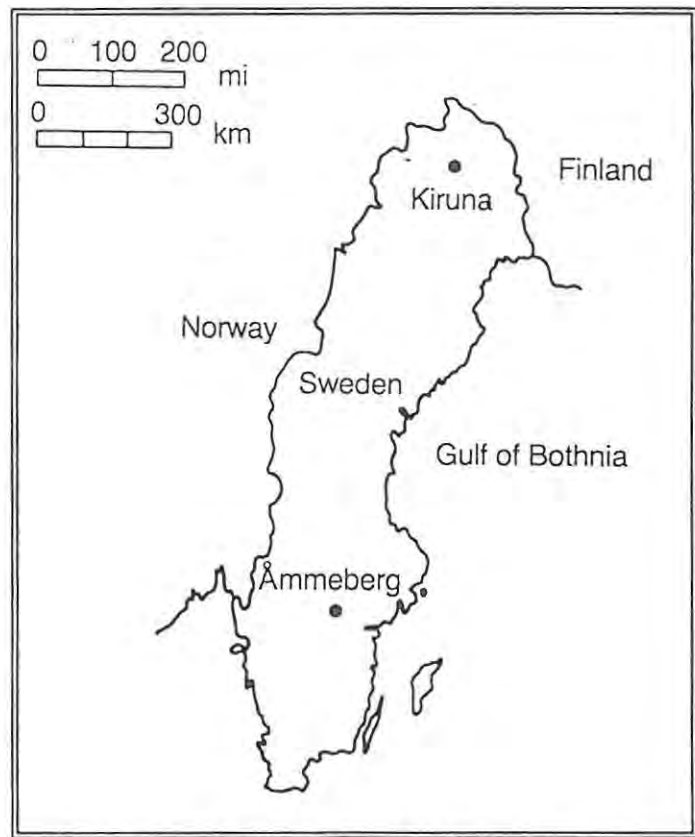 0 100 200
mi
0 300
km
Finland
Kiruna
Norway
Sweden
Gulf of Bothnia
Åmmeberg